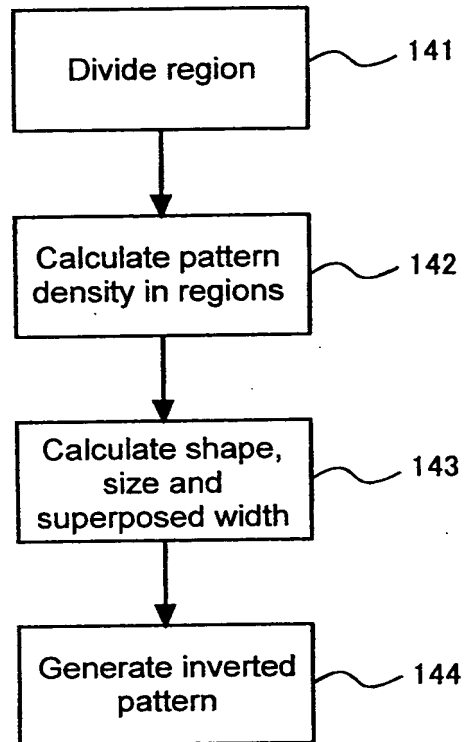 Divide region
141
Calculate pattern
density in regions
142
Calculate shape,
size and
superposed width
143
Generate inverted
pattern
144